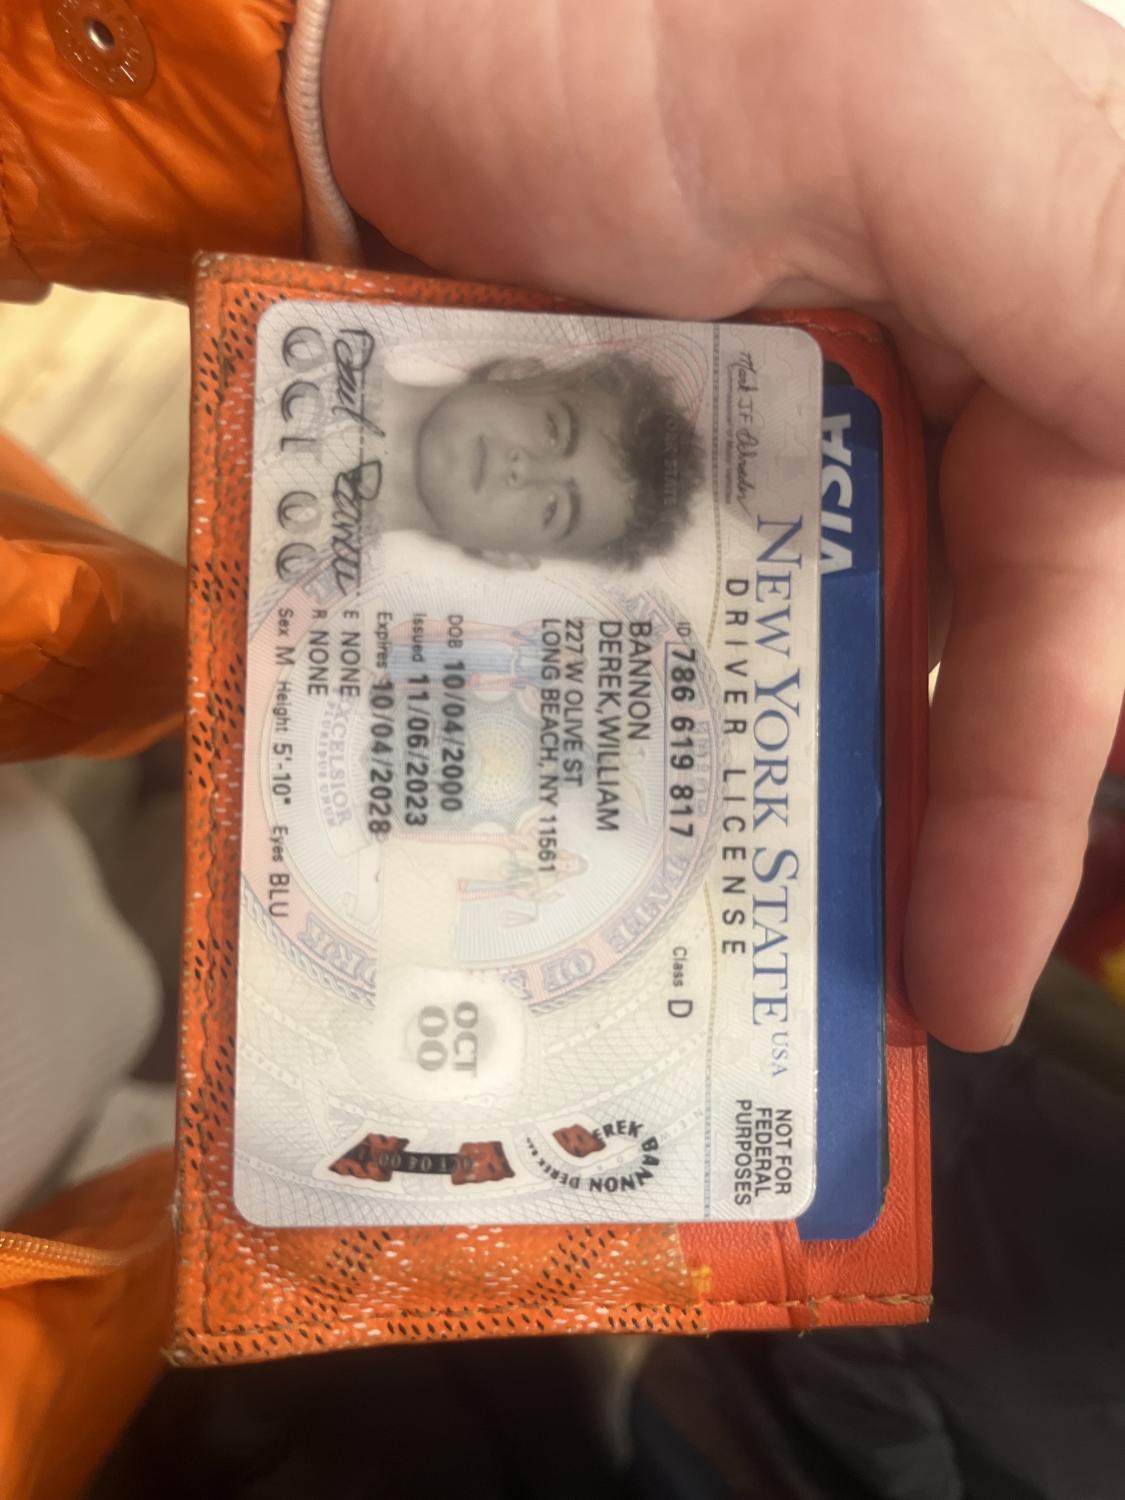 NEW YORK STATE USA
DRIVER LICENSE
NOT FOR
FEDERAL
PURPOSES
ID 786 619 817
Class D
BANNON
DEREK,WILLIAM
227 W OLIVE ST
LONG BEACH, NY 11561
DOB 10/04/2000
Issued 11/06/2023
Expires 10/04/2028
E NONE
R NONE
Sex M Height 5'-10" Eyes BLU
OCT
00
EXCELSIOR
VISA